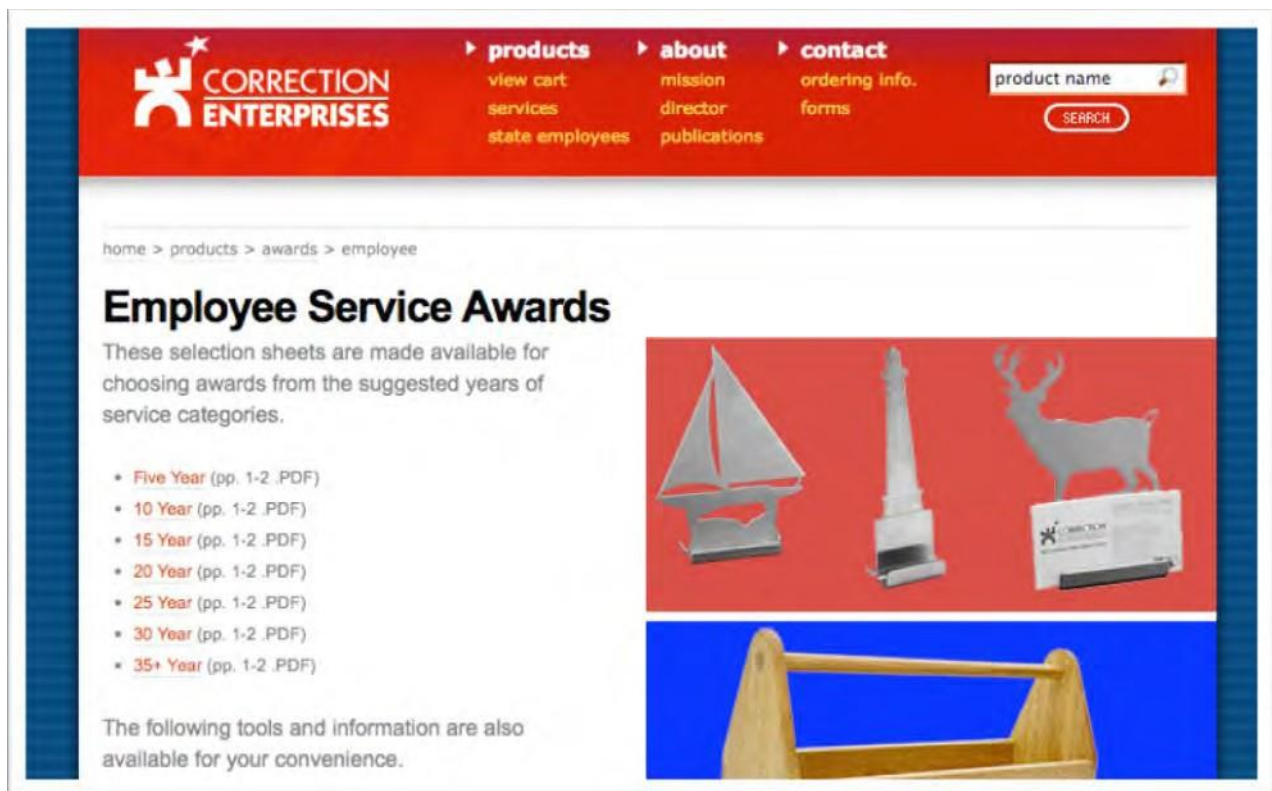 CORRECTION
ENTERPRISES
products
view cart
services
state employees
about
mission
director
publications
contact
ordering info.
forms
product name
SEARCH
home > products > awards > employee
Employee Service Awards
These selection sheets are made available for
choosing awards from the suggested years of
service categories.
• Five Year (pp. 1-2 .PDF)
• 10 Year (pp. 1-2 .PDF)
• 15 Year (pp. 1-2 .PDF)
• 20 Year (pp. 1-2 .PDF)
• 25 Year (pp. 1-2 .PDF)
• 30 Year (pp. 1-2 .PDF)
• 35+ Year (pp. 1-2 .PDF)
The following tools and information are also
available for your convenience.
CORRECTION